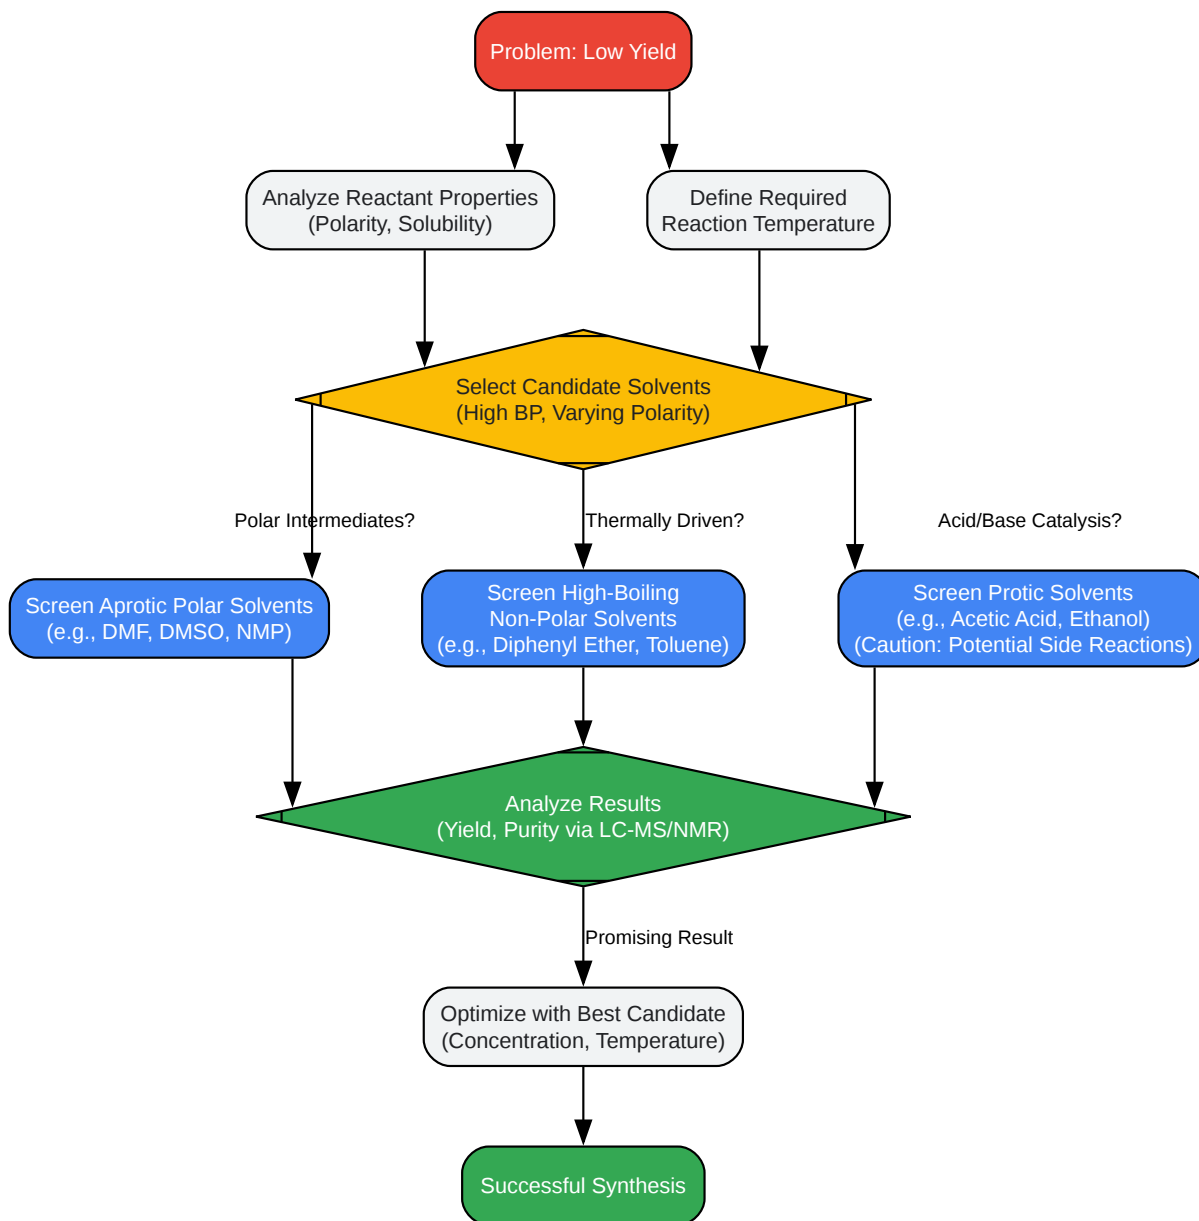 Problem: Low Yield
Analyze Reactant Properties
(Polarity, Solubility)
Define Required
Reaction Temperature
Select Candidate Solvents
(High BP, Varying Polarity)
Polar Intermediates?
Thermally Driven?
Acid/Base Catalysis?
Screen Aprotic Polar Solvents
(e.g., DMF, DMSO, NMP)
Screen High-Boiling
Non-Polar Solvents
(e.g., Diphenyl Ether, Toluene)
Screen Protic Solvents
(e.g., Acetic Acid, Ethanol)
(Caution: Potential Side Reactions)
Analyze Results
(Yield, Purity via LC-MS/NMR)
Promising Result
Optimize with Best Candidate
(Concentration, Temperature)
Successful Synthesis